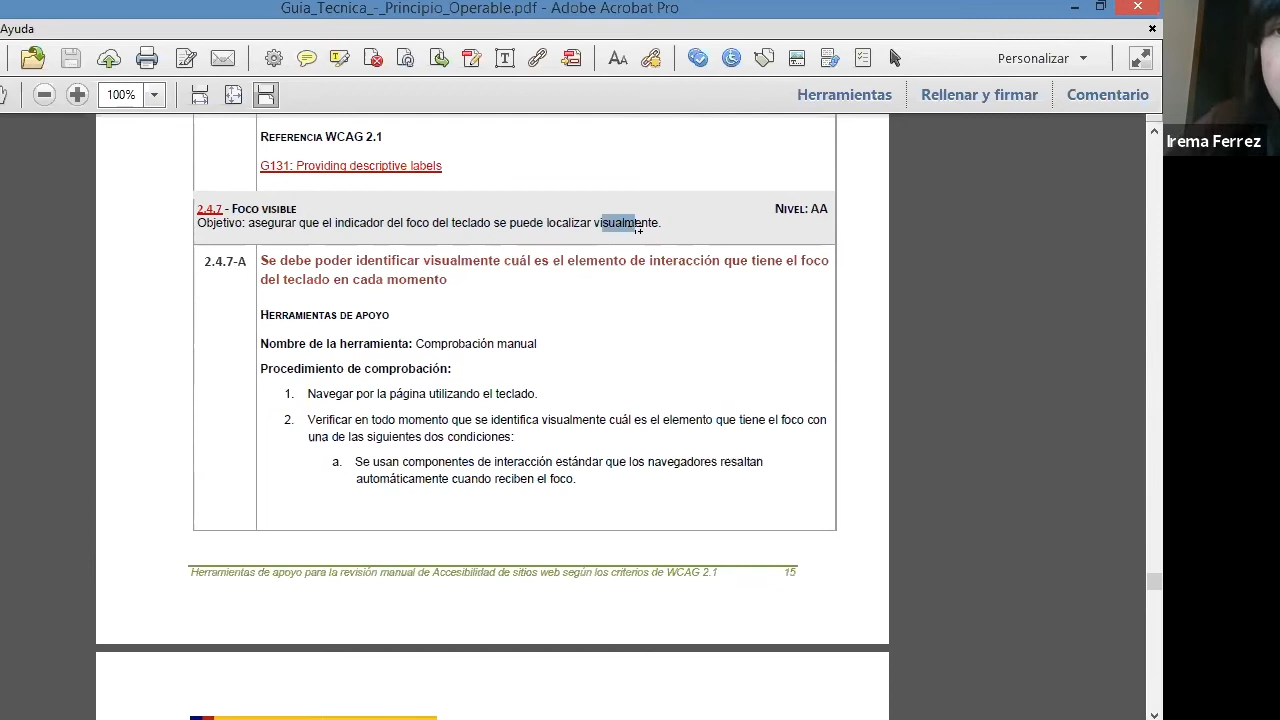 Guia_Tecnica_-_Principio_Operable.pdf - Adobe Acrobat Pro
Ayuda
Personalizar
100%
Herramientas
Rellenar y firmar
Comentario
Irema Ferrez
REFERENCIA WCAG 2.1
G131: Providing descriptive labels
2.4.7 - FOCO VISIBLE
NIVEL: AA
Objetivo: asegurar que el indicador del foco del teclado se puede localizar visualmente.
2.4.7-A
Se debe poder identificar visualmente cuál es el elemento de interacción que tiene el foco
del teclado en cada momento
HERRAMIENTAS DE APOYO
Nombre de la herramienta: Comprobación manual
Procedimiento de comprobación:
1. Navegar por la página utilizando el teclado.
2. Verificar en todo momento que se identifica visualmente cuál es el elemento que tiene el foco con
una de las siguientes dos condiciones:
a. Se usan componentes de interacción estándar que los navegadores resaltan
automáticamente cuando reciben el foco.
Herramientas de apoyo para la revisión manual de Accesibilidad de sitios web según los criterios de WCAG 2.1
15